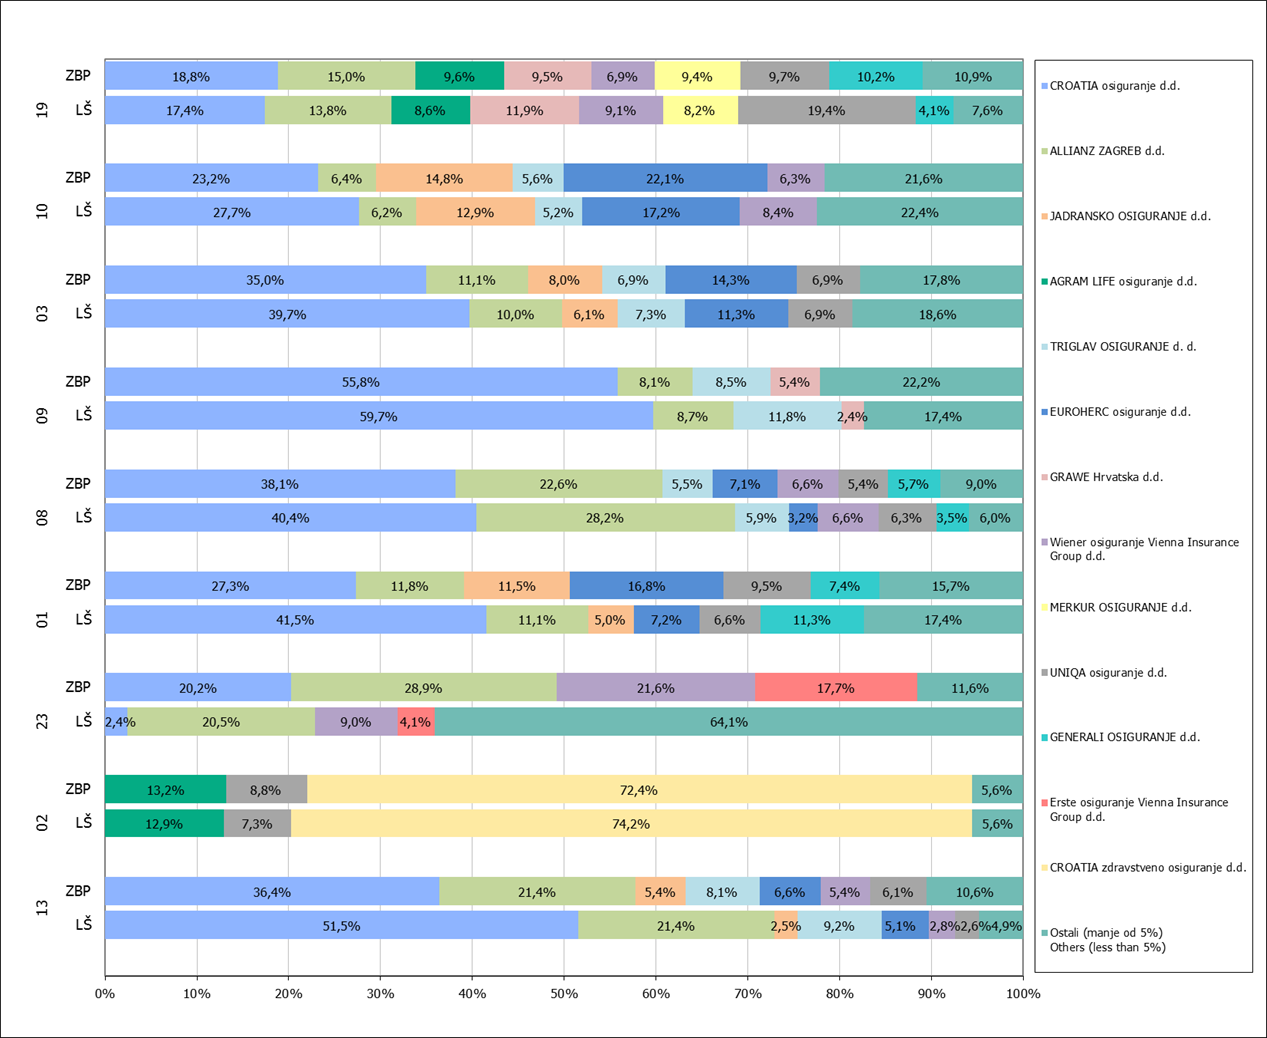 19
ZBP
18,8% 15,0% 9,6% 9,5% 6,9% 9,4% 9,7% 10,2% 10,9%
LŠ
17,4% 13,8% 8,6% 11,9% 9,1% 8,2% 19,4% 4,1% 7,6%
10
ZBP
23,2% 6,4% 14,8% 5,6% 22,1% 6,3% 21,6%
LŠ
27,7% 6,2% 12,9% 5,2% 17,2% 8,4% 22,4%
03
ZBP
35,0% 11,1% 8,0% 6,9% 14,3% 6,9% 17,8%
LŠ
39,7% 10,0% 6,1% 7,3% 11,3% 6,9% 18,6%
09
ZBP
55,8% 8,1% 8,5% 5,4% 22,2%
LŠ
59,7% 8,7% 11,8% 2,4% 17,4%
08
ZBP
38,1% 22,6% 5,5% 7,1% 6,6% 5,4% 5,7% 9,0%
LŠ
40,4% 28,2% 5,9% 3,2% 6,6% 6,3% 3,5% 6,0%
01
ZBP
27,3% 11,8% 11,5% 16,8% 9,5% 7,4% 15,7%
LŠ
41,5% 11,1% 5,0% 7,2% 6,6% 11,3% 17,4%
23
ZBP
20,2% 28,9% 21,6% 17,7% 11,6%
LŠ
2,4% 20,5% 9,0% 4,1% 64,1%
02
ZBP
13,2% 8,8% 72,4% 5,6%
LŠ
12,9% 7,3% 74,2% 5,6%
13
ZBP
36,4% 21,4% 5,4% 8,1% 6,6% 5,4% 6,1% 10,6%
LŠ
51,5% 21,4% 2,5% 9,2% 5,1% 2,8% 2,6% 4,9%
0% 10% 20% 30% 40% 50% 60% 70% 80% 90% 100%
CROATIA osiguranje d.d.
ALLIANZ ZAGREB d.d.
JADRANSKO OSIGURANJE d.d.
AGRAM LIFE osiguranje d.d.
TRIGLAV OSIGURANJE d. d.
EUROHERC osiguranje d.d.
GRAWE Hrvatska d.d.
Wiener osiguranje Vienna Insurance
Group d.d.
MERKUR OSIGURANJE d.d.
UNIQA osiguranje d.d.
GENERALI OSIGURANJE d.d.
Erste osiguranje Vienna Insurance
Group d.d.
CROATIA zdravstveno osiguranje d.d.
Ostali (manje od 5%)
Others (less than 5%)